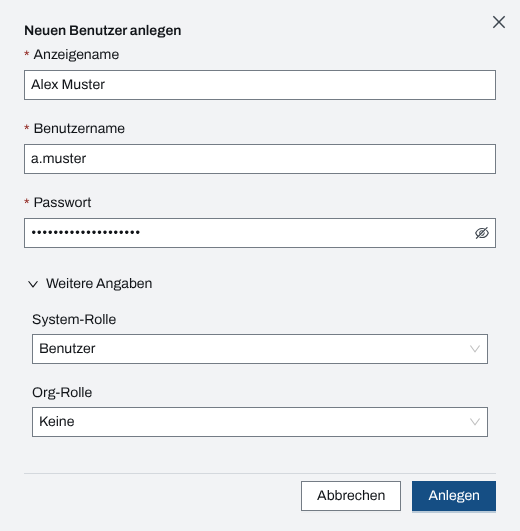 Neuen Benutzer anlegen
* Anzeigename
Alex Muster
* Benutzername
a.muster
* Passwort
••••••••••••••••••••
Weitere Angaben
System-Rolle
Benutzer
Org-Rolle
Keine
Abbrechen Anlegen